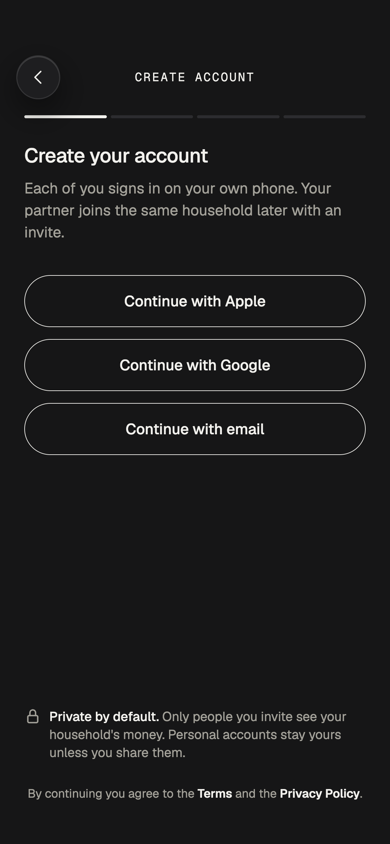 CREATE ACCOUNT
Create your account
Each of you signs in on your own phone. Your
partner joins the same household later with an
invite.
Continue with Apple
Continue with Google
Continue with email
Private by default. Only people you invite see your
household's money. Personal accounts stay yours
unless you share them.
By continuing you agree to the Terms and the Privacy Policy.